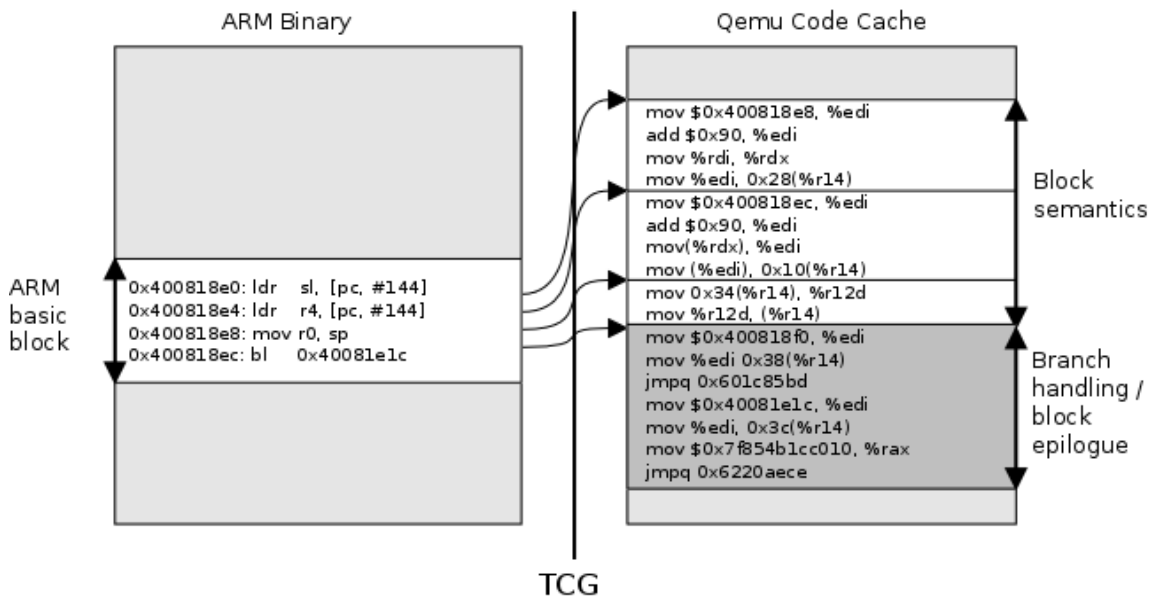 ARM Binary
Qemu Code Cache
ARM
basic
block
0x400818e0: ldr sl, [pc, #144]
0x400818e4: ldr r4, [pc, #144]
0x400818e8: mov r0, sp
0x400818ec: bl 0x40081e1c
mov $0x400818e8, %edi
add $0x90, %edi
mov %rdi, %rdx
mov %edi, 0x28(%r14)
mov $0x400818ec, %edi
add $0x90, %edi
mov(%rdx), %edi
mov (%edi), 0x10(%r14)
mov 0x34(%r14), %r12d
mov %r12d, (%r14)
mov $0x400818f0, %edi
mov %edi 0x38(%r14)
jmpq 0x601c85bd
mov $0x40081e1c, %edi
mov %edi, 0x3c(%r14)
mov $0x7f854b1cc010, %rax
jmpq 0x6220aece
Block
semantics
Branch
handling /
block
epilogue
TCG